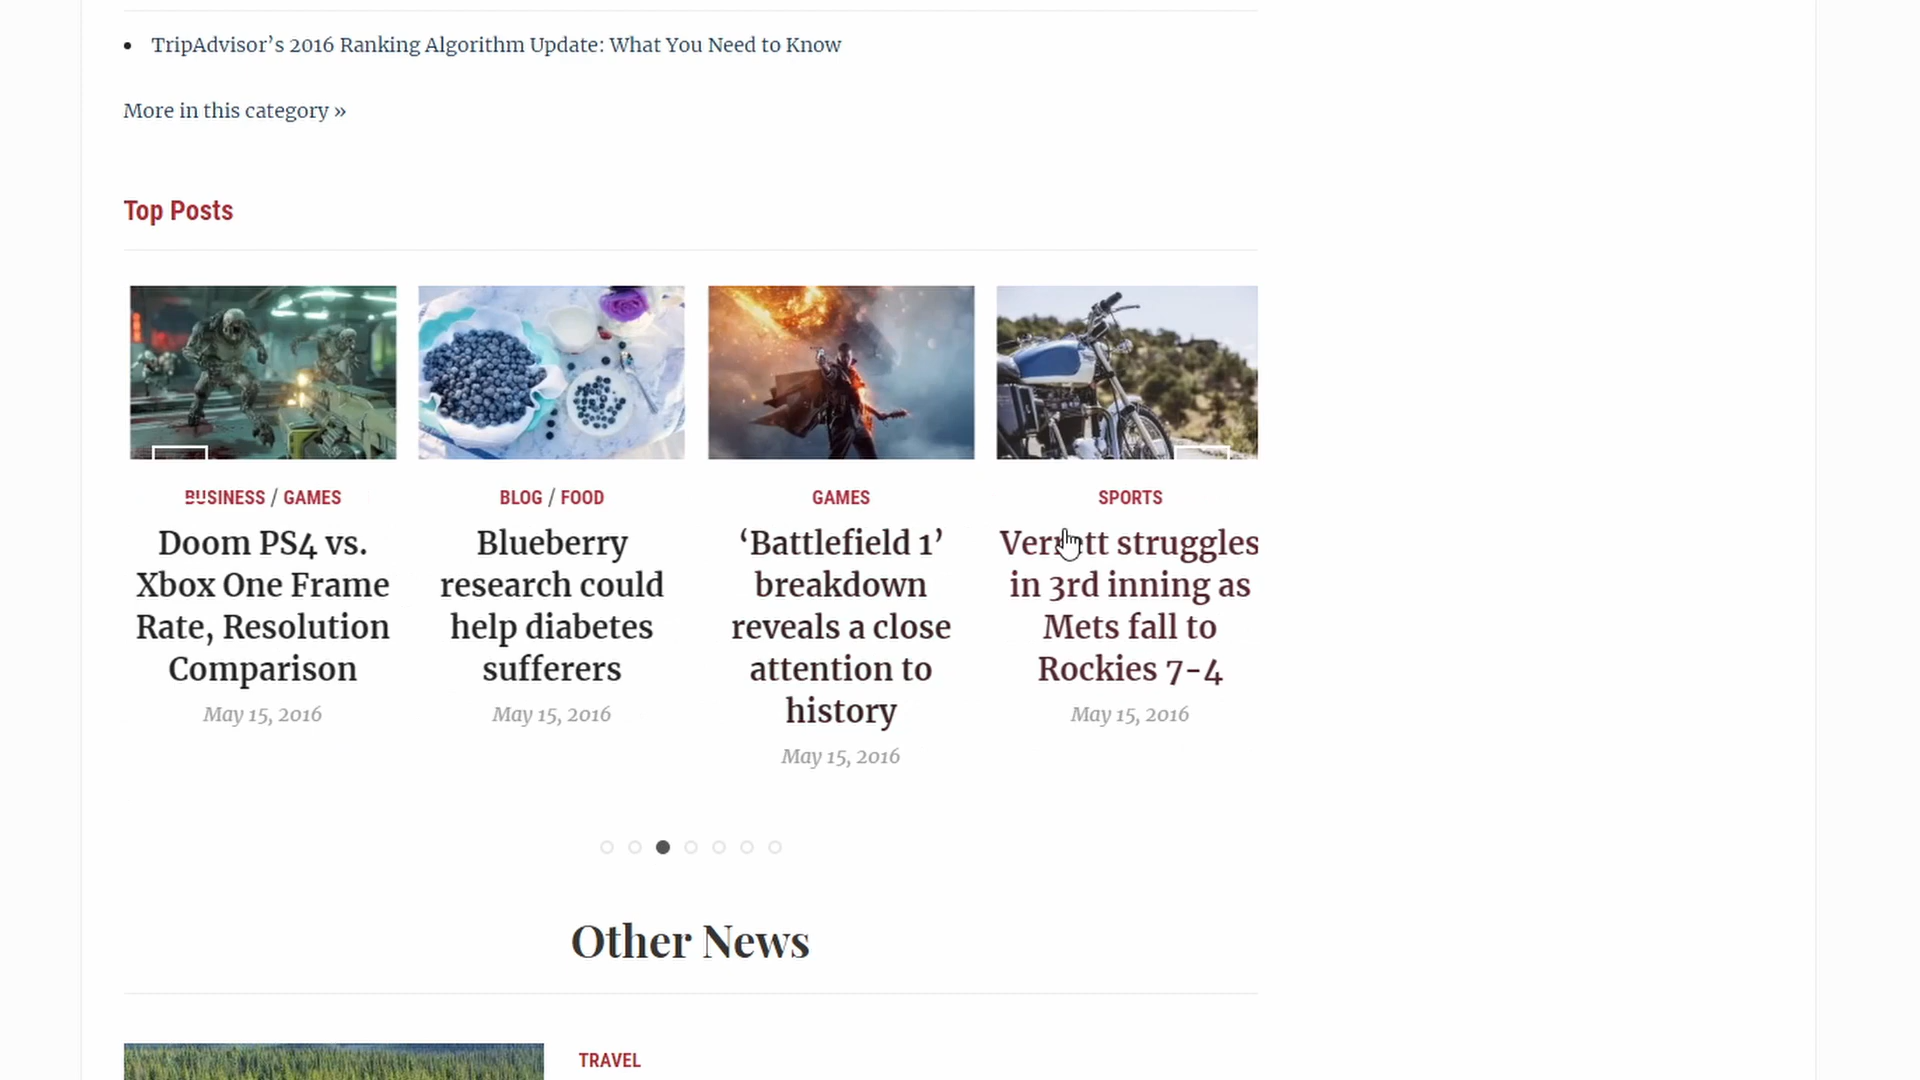 TripAdvisor’s 2016 Ranking Algorithm Update: What You Need to Know
More in this category »
Top Posts
BUSINESS / GAMES
Doom PS4 vs.
Xbox One Frame
Rate, Resolution
Comparison
May 15, 2016
BLOG / FOOD
Blueberry
research could
help diabetes
sufferers
May 15, 2016
GAMES
‘Battlefield 1’
breakdown
reveals a close
attention to
history
May 15, 2016
SPORTS
struggles
in 3rd inning as
Mets fall to
Rockies 7-4
May 15, 2016
Other News
TRAVEL